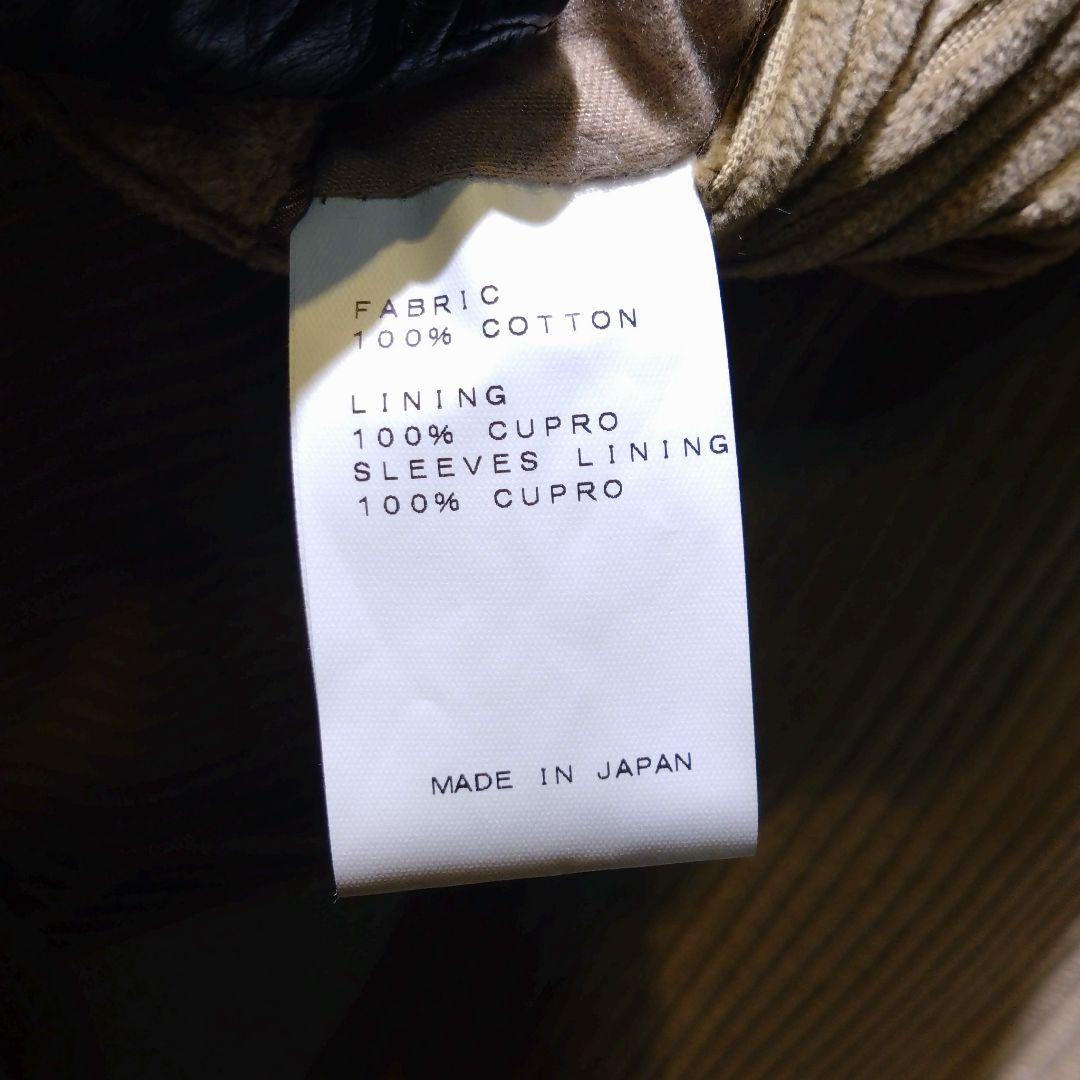 FABRIC
100% COTTON
LINING
100% CUPRO
SLEEVES LINING
100% CUPRO
MADE IN JAPAN